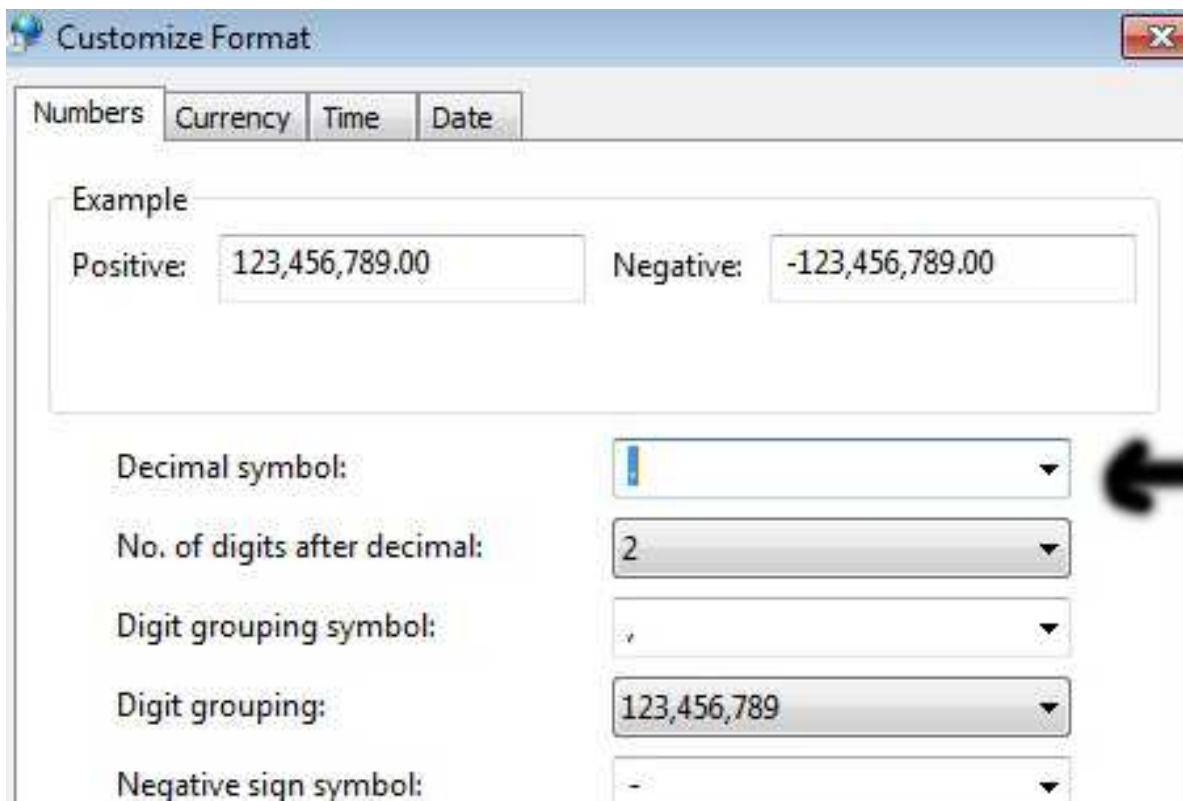 Customize Format
Numbers Currency Time Date
Example
Positive: 123,456,789.00 Negative: -123,456,789.00
Decimal symbol:
No. of digits after decimal: 2
Digit grouping symbol: ,
Digit grouping: 123,456,789
Negative sign symbol: -